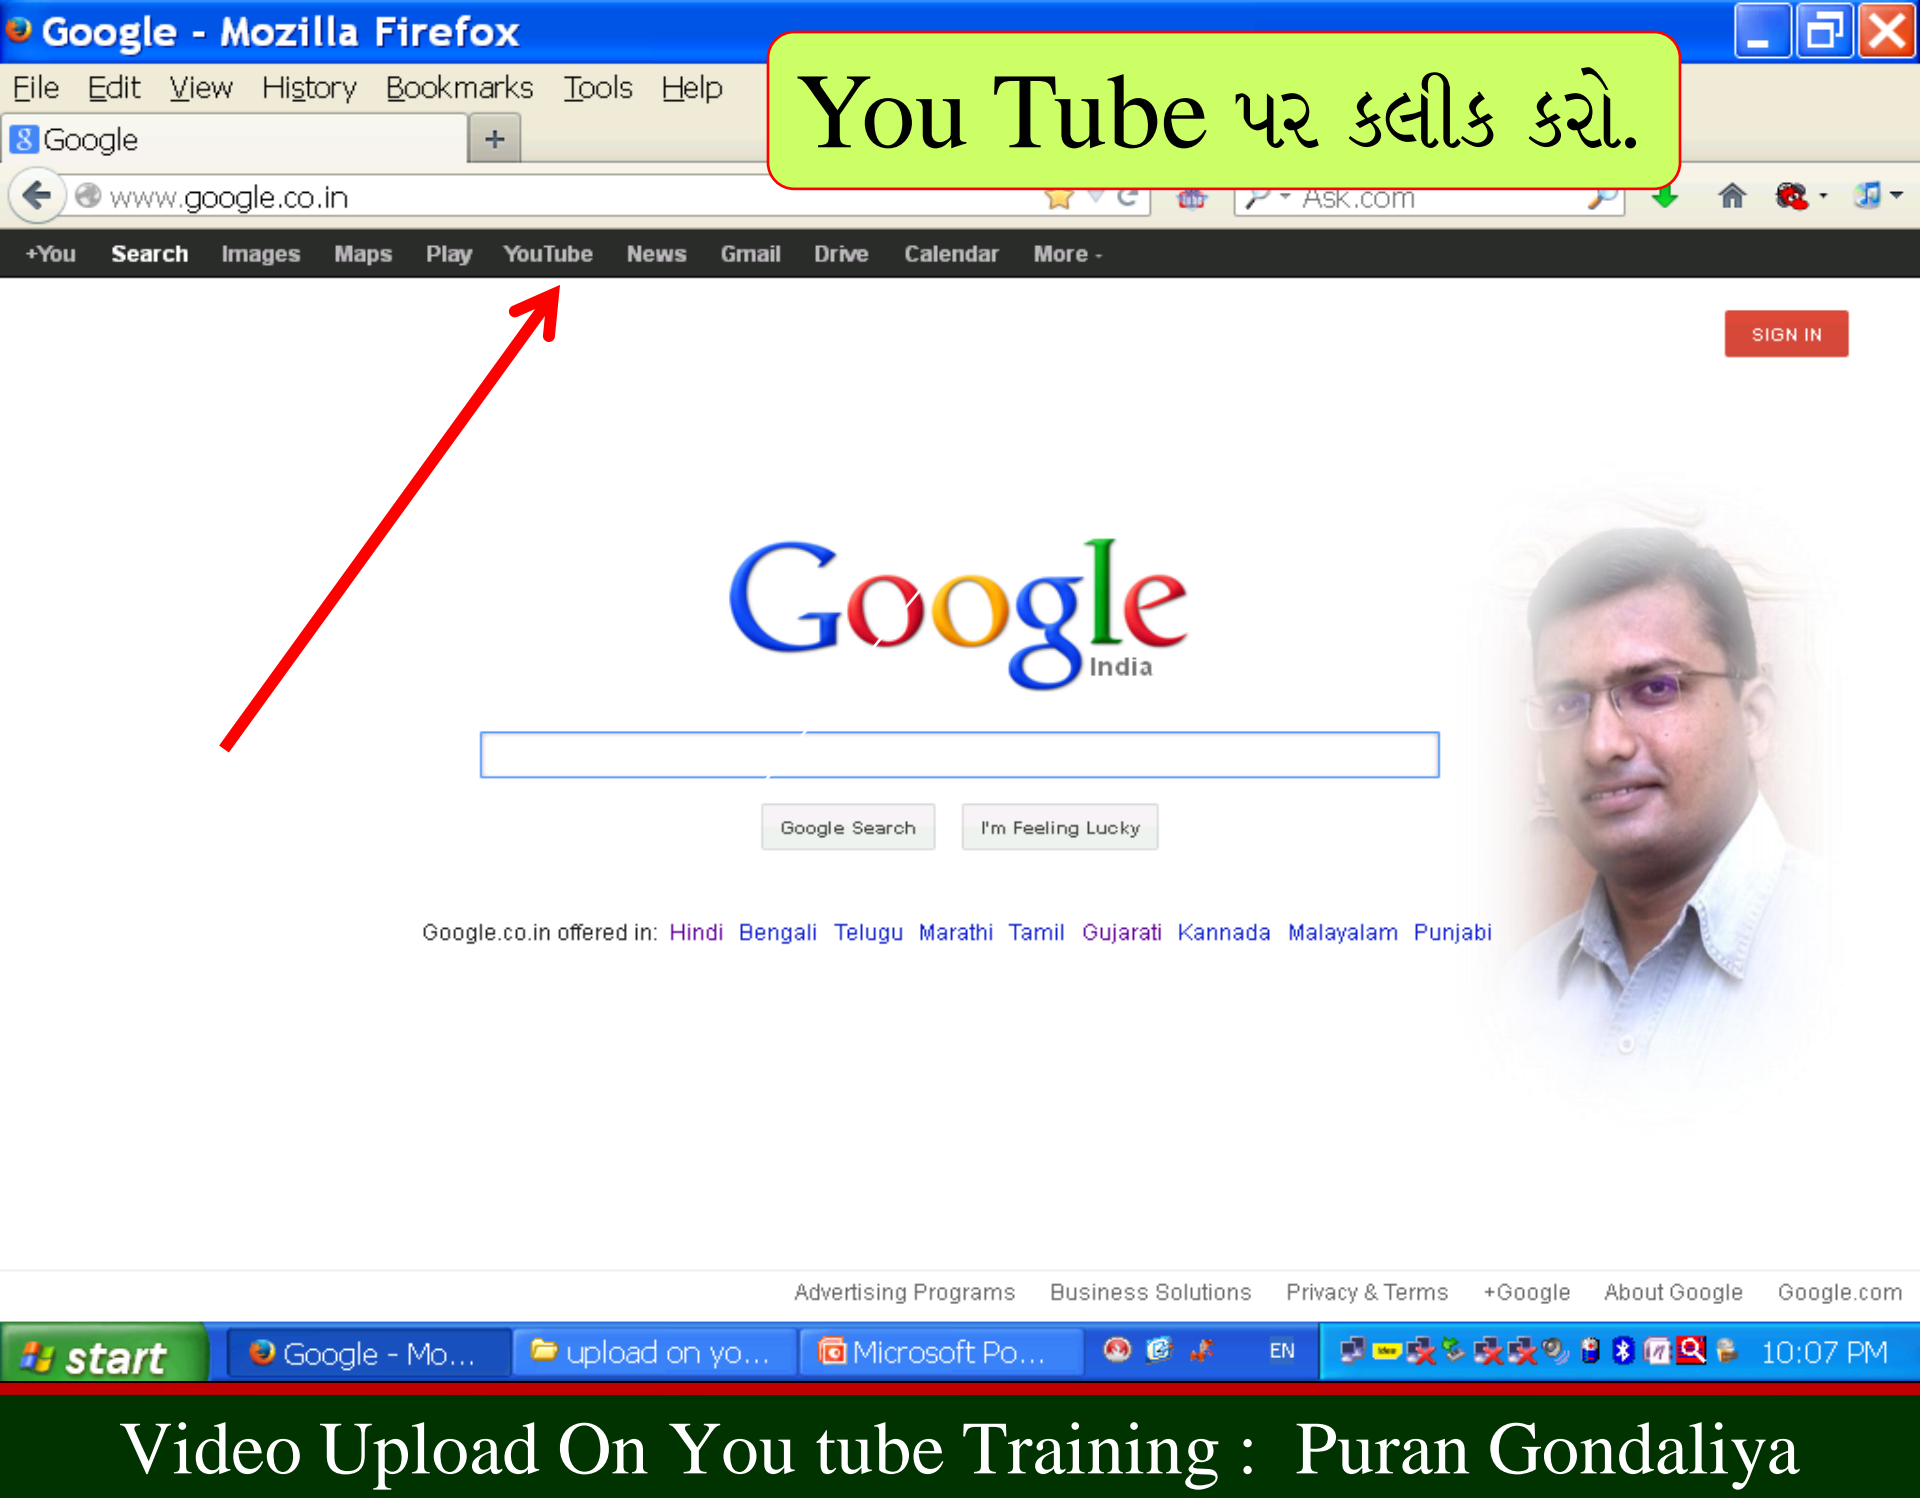 Google - Mozilla Firefox
File Edit View History Bookmarks Tools Help
You Tube પર ક્લીક કરો.
Google
www.google.co.in
Ask.com
+You Search Images Maps Play YouTube News Gmail Drive Calendar More
SIGN IN
Google
India
Google Search I'm Feeling Lucky
Google.co.in offered in: Hindi Bengali Telugu Marathi Tamil Gujarati Kannada Malayalam Punjabi
Advertising Programs Business Solutions Privacy & Terms +Google About Google Google.com
start Google - Mo... upload on yo... Microsoft Po... EN 10:07 PM
Video Upload On You tube Training : Puran Gondaliya